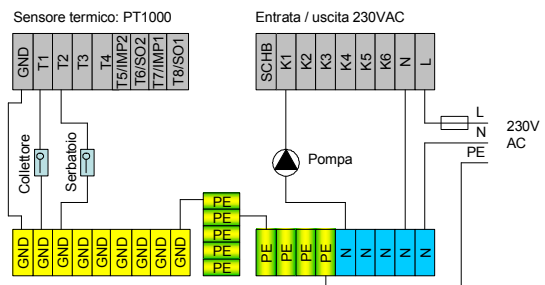 Sensore termico: PT1000
Entrata / uscita 230VAC
GND T1 T2 T3 T4 T5/IMP2 T6/SO2 T7/IMP1 T8/SO1
SCHB K1 K2 K3 K4 K5 K6 N L
L
N
PE
230V
AC
Collettore
Serbatoio
Pompa
PE
PE
PE
PE
PE
GND GND GND GND GND GND GND GND
PE PE PE PE N N N N N